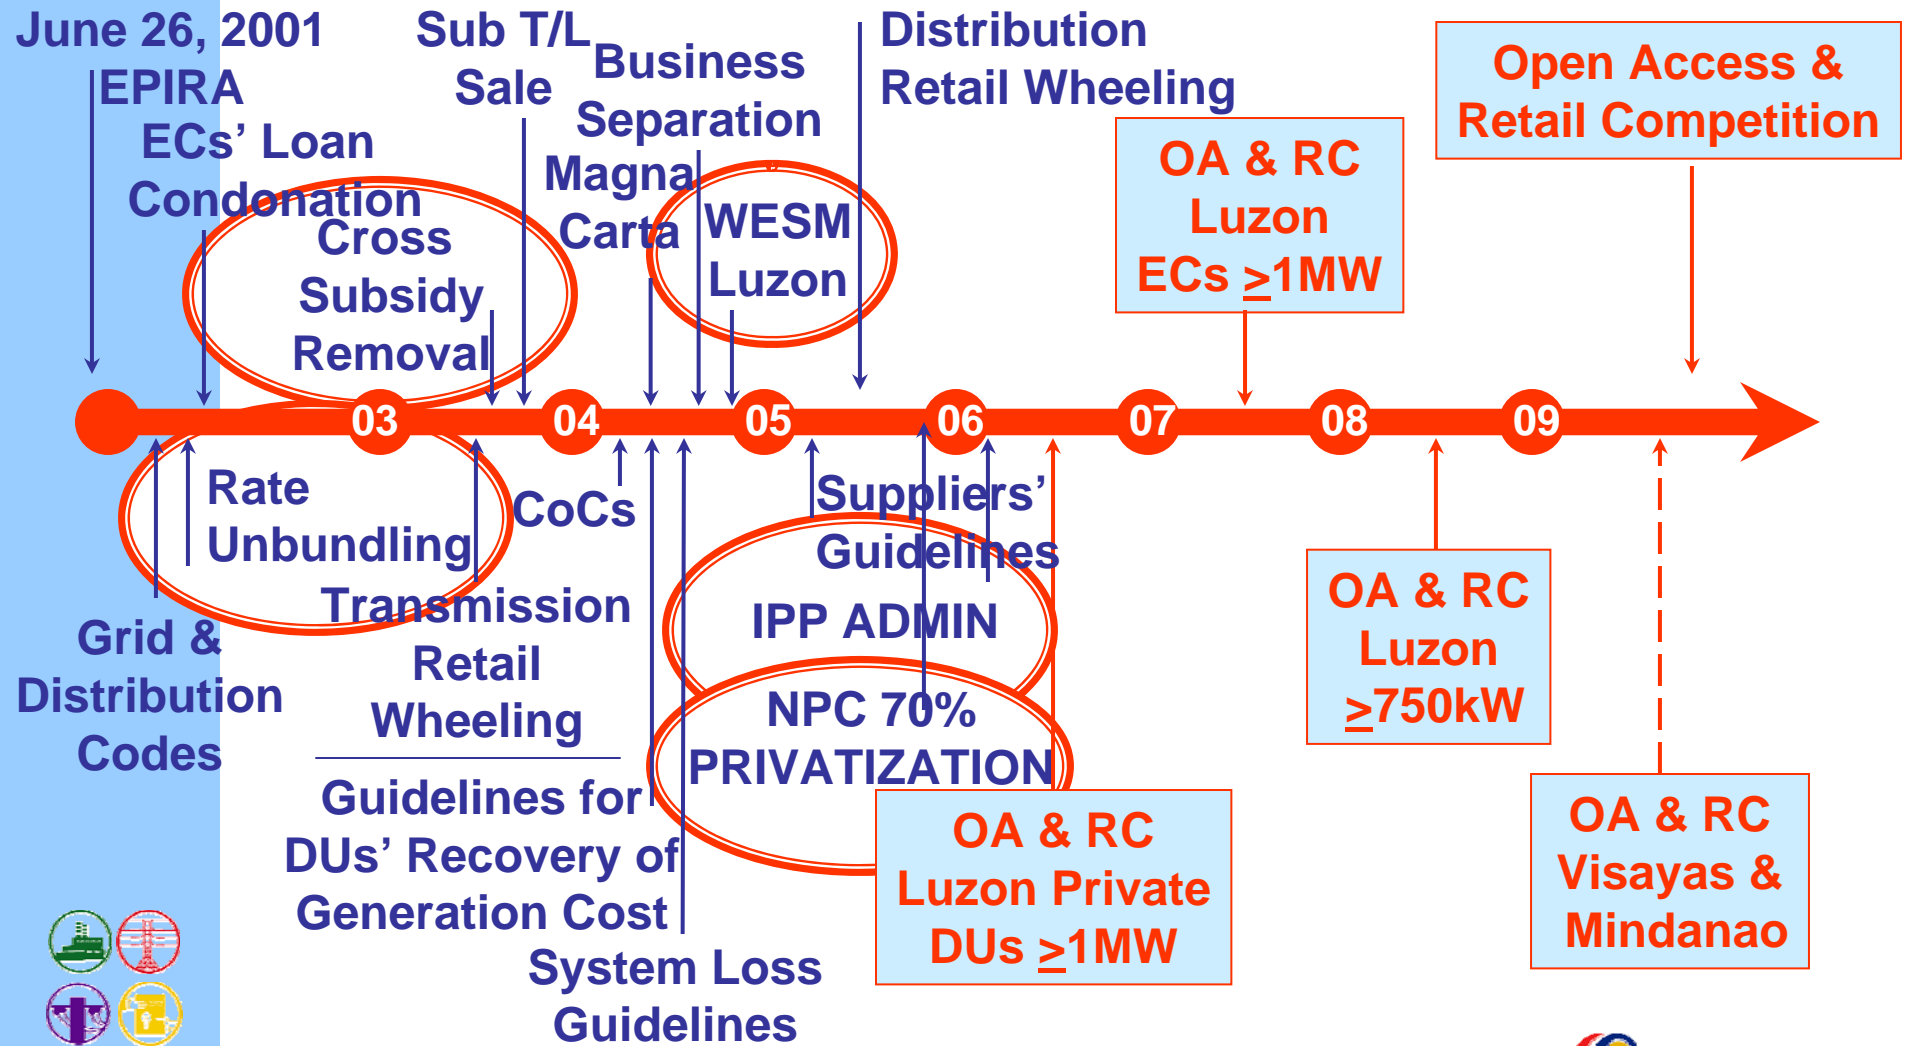 June 26, 2001
EPIRA
ECs’ Loan
Condonation
Cross
Subsidy
Removal
Sub T/L
Sale
Business
Separation
Magna
Carta
WESM
Luzon
Distribution
Retail Wheeling
OA & RC
Luzon
ECs ≥1MW
Open Access &
Retail Competition
03
04
05
06
07
08
09
Rate
Unbundling
Grid &
Distribution
Codes
CoCs
Transmission
Retail
Wheeling
Guidelines for
DUs’ Recovery of
Generation Cost
System Loss
Guidelines
Suppliers’
Guidelines
IPP ADMIN
NPC 70%
PRIVATIZATION
OA & RC
Luzon Private
DUs ≥1MW
OA & RC
Luzon
≥750kW
OA & RC
Visayas &
Mindanao